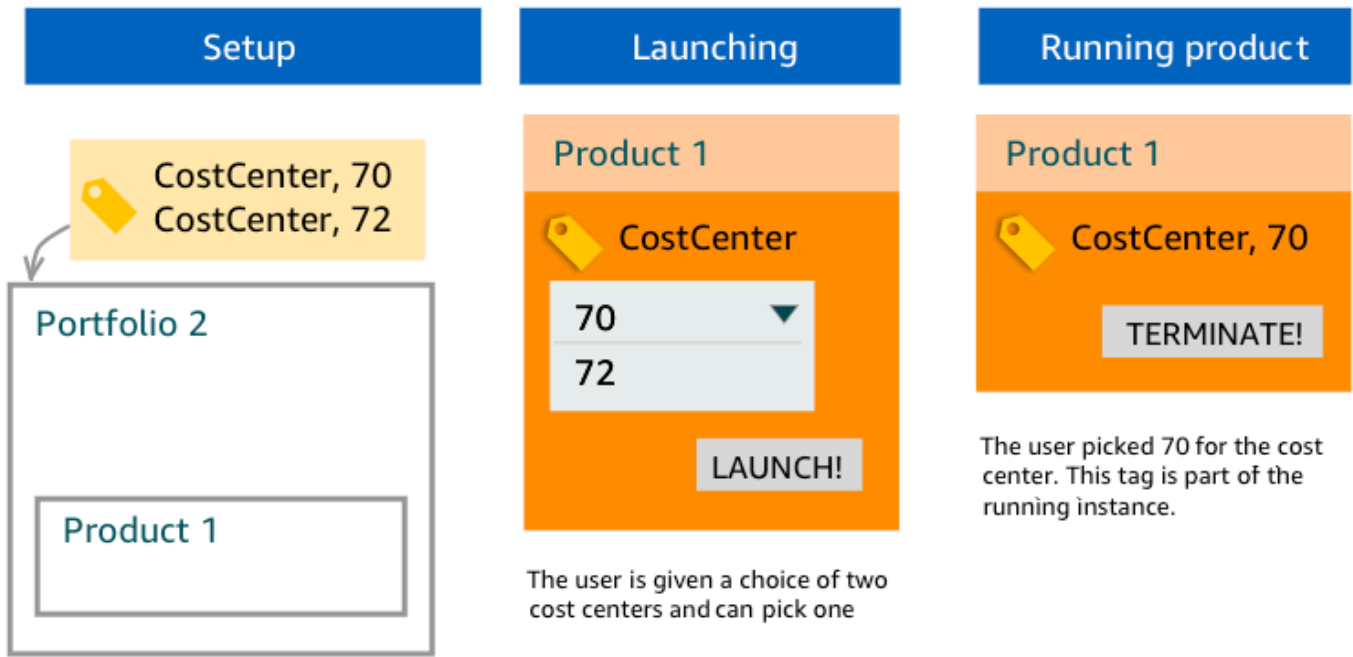 Setup
CostCenter, 70
CostCenter, 72
Portfolio 2
Product 1
Launching
Product 1
CostCenter
70
72
LAUNCH!
The user is given a choice of two
cost centers and can pick one
Running product
Product 1
CostCenter, 70
TERMINATE!
The user picked 70 for the cost
center. This tag is part of the
running instance.